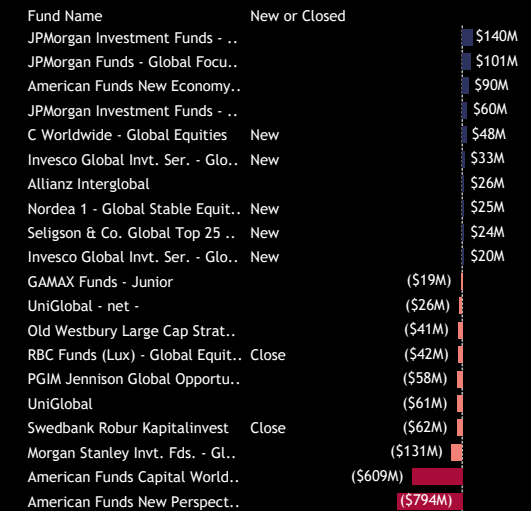 Fund Name New or Closed
JPMorgan Investment Funds - .. $140M
JPMorgan Funds - Global Focu.. $101M
American Funds New Economy.. $90M
JPMorgan Investment Funds - .. $60M
C Worldwide - Global Equities New $48M
Invesco Global Invt. Ser. - Glo.. New $33M
Allianz Interglobal $26M
Nordea 1 - Global Stable Equit.. New $25M
Seligson & Co. Global Top 25 .. New $24M
Invesco Global Invt. Ser. - Glo.. New $20M
GAMAX Funds - Junior ($19M)
UniGlobal - net - ($26M)
Old Westbury Large Cap Strat.. ($41M)
RBC Funds (Lux) - Global Equit.. Close ($42M)
PGIM Jennison Global Opportu.. ($58M)
UniGlobal ($61M)
Swedbank Robur Kapitalinvest Close ($62M)
Morgan Stanley Invt. Fds. - Gl.. ($131M)
American Funds Capital World.. ($609M)
American Funds New Perspect.. ($794M)